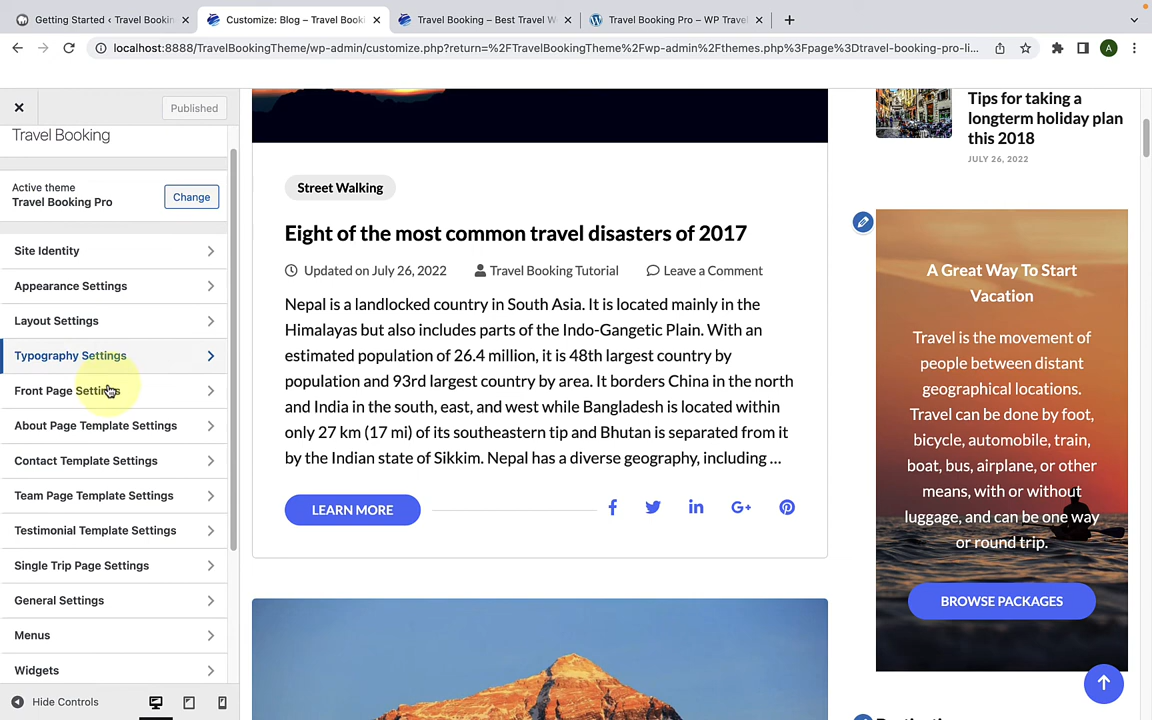 Getting Started ‹ Travel Bookin
Customize: Blog – Travel Book
Travel Booking – Best Travel W
Travel Booking Pro – WP Trave
localhost:8888/TravelBookingTheme/wp-admin/customize.php?return=%2FTravelBookingTheme%2Fwp-admin%2Fthemes.php%3Fpage%3Dtravel-booking-pro-li...
A
Published
Travel Booking
Active theme
Travel Booking Pro
Change
Site Identity
Appearance Settings
Layout Settings
Typography Settings
Front Page Settings
About Page Template Settings
Contact Template Settings
Team Page Template Settings
Testimonial Template Settings
Single Trip Page Settings
General Settings
Menus
Widgets
Hide Controls
Street Walking
Eight of the most common travel disasters of 2017
Updated on July 26, 2022 Travel Booking Tutorial Leave a Comment
Nepal is a landlocked country in South Asia. It is located mainly in the
Himalayas but also includes parts of the Indo-Gangetic Plain. With an
estimated population of 26.4 million, it is 48th largest country by
population and 93rd largest country by area. It borders China in the north
and India in the south, east, and west while Bangladesh is located within
only 27 km (17 mi) of its southeastern tip and Bhutan is separated from it
by the Indian state of Sikkim. Nepal has a diverse geography, including ...
LEARN MORE
Tips for taking a
longterm holiday plan
this 2018
JULY 26, 2022
A Great Way To Start
Vacation
Travel is the movement of
people between distant
geographical locations.
Travel can be done by foot,
bicycle, automobile, train,
boat, bus, airplane, or other
means, with or without
luggage, and can be one way
or round trip.
BROWSE PACKAGES